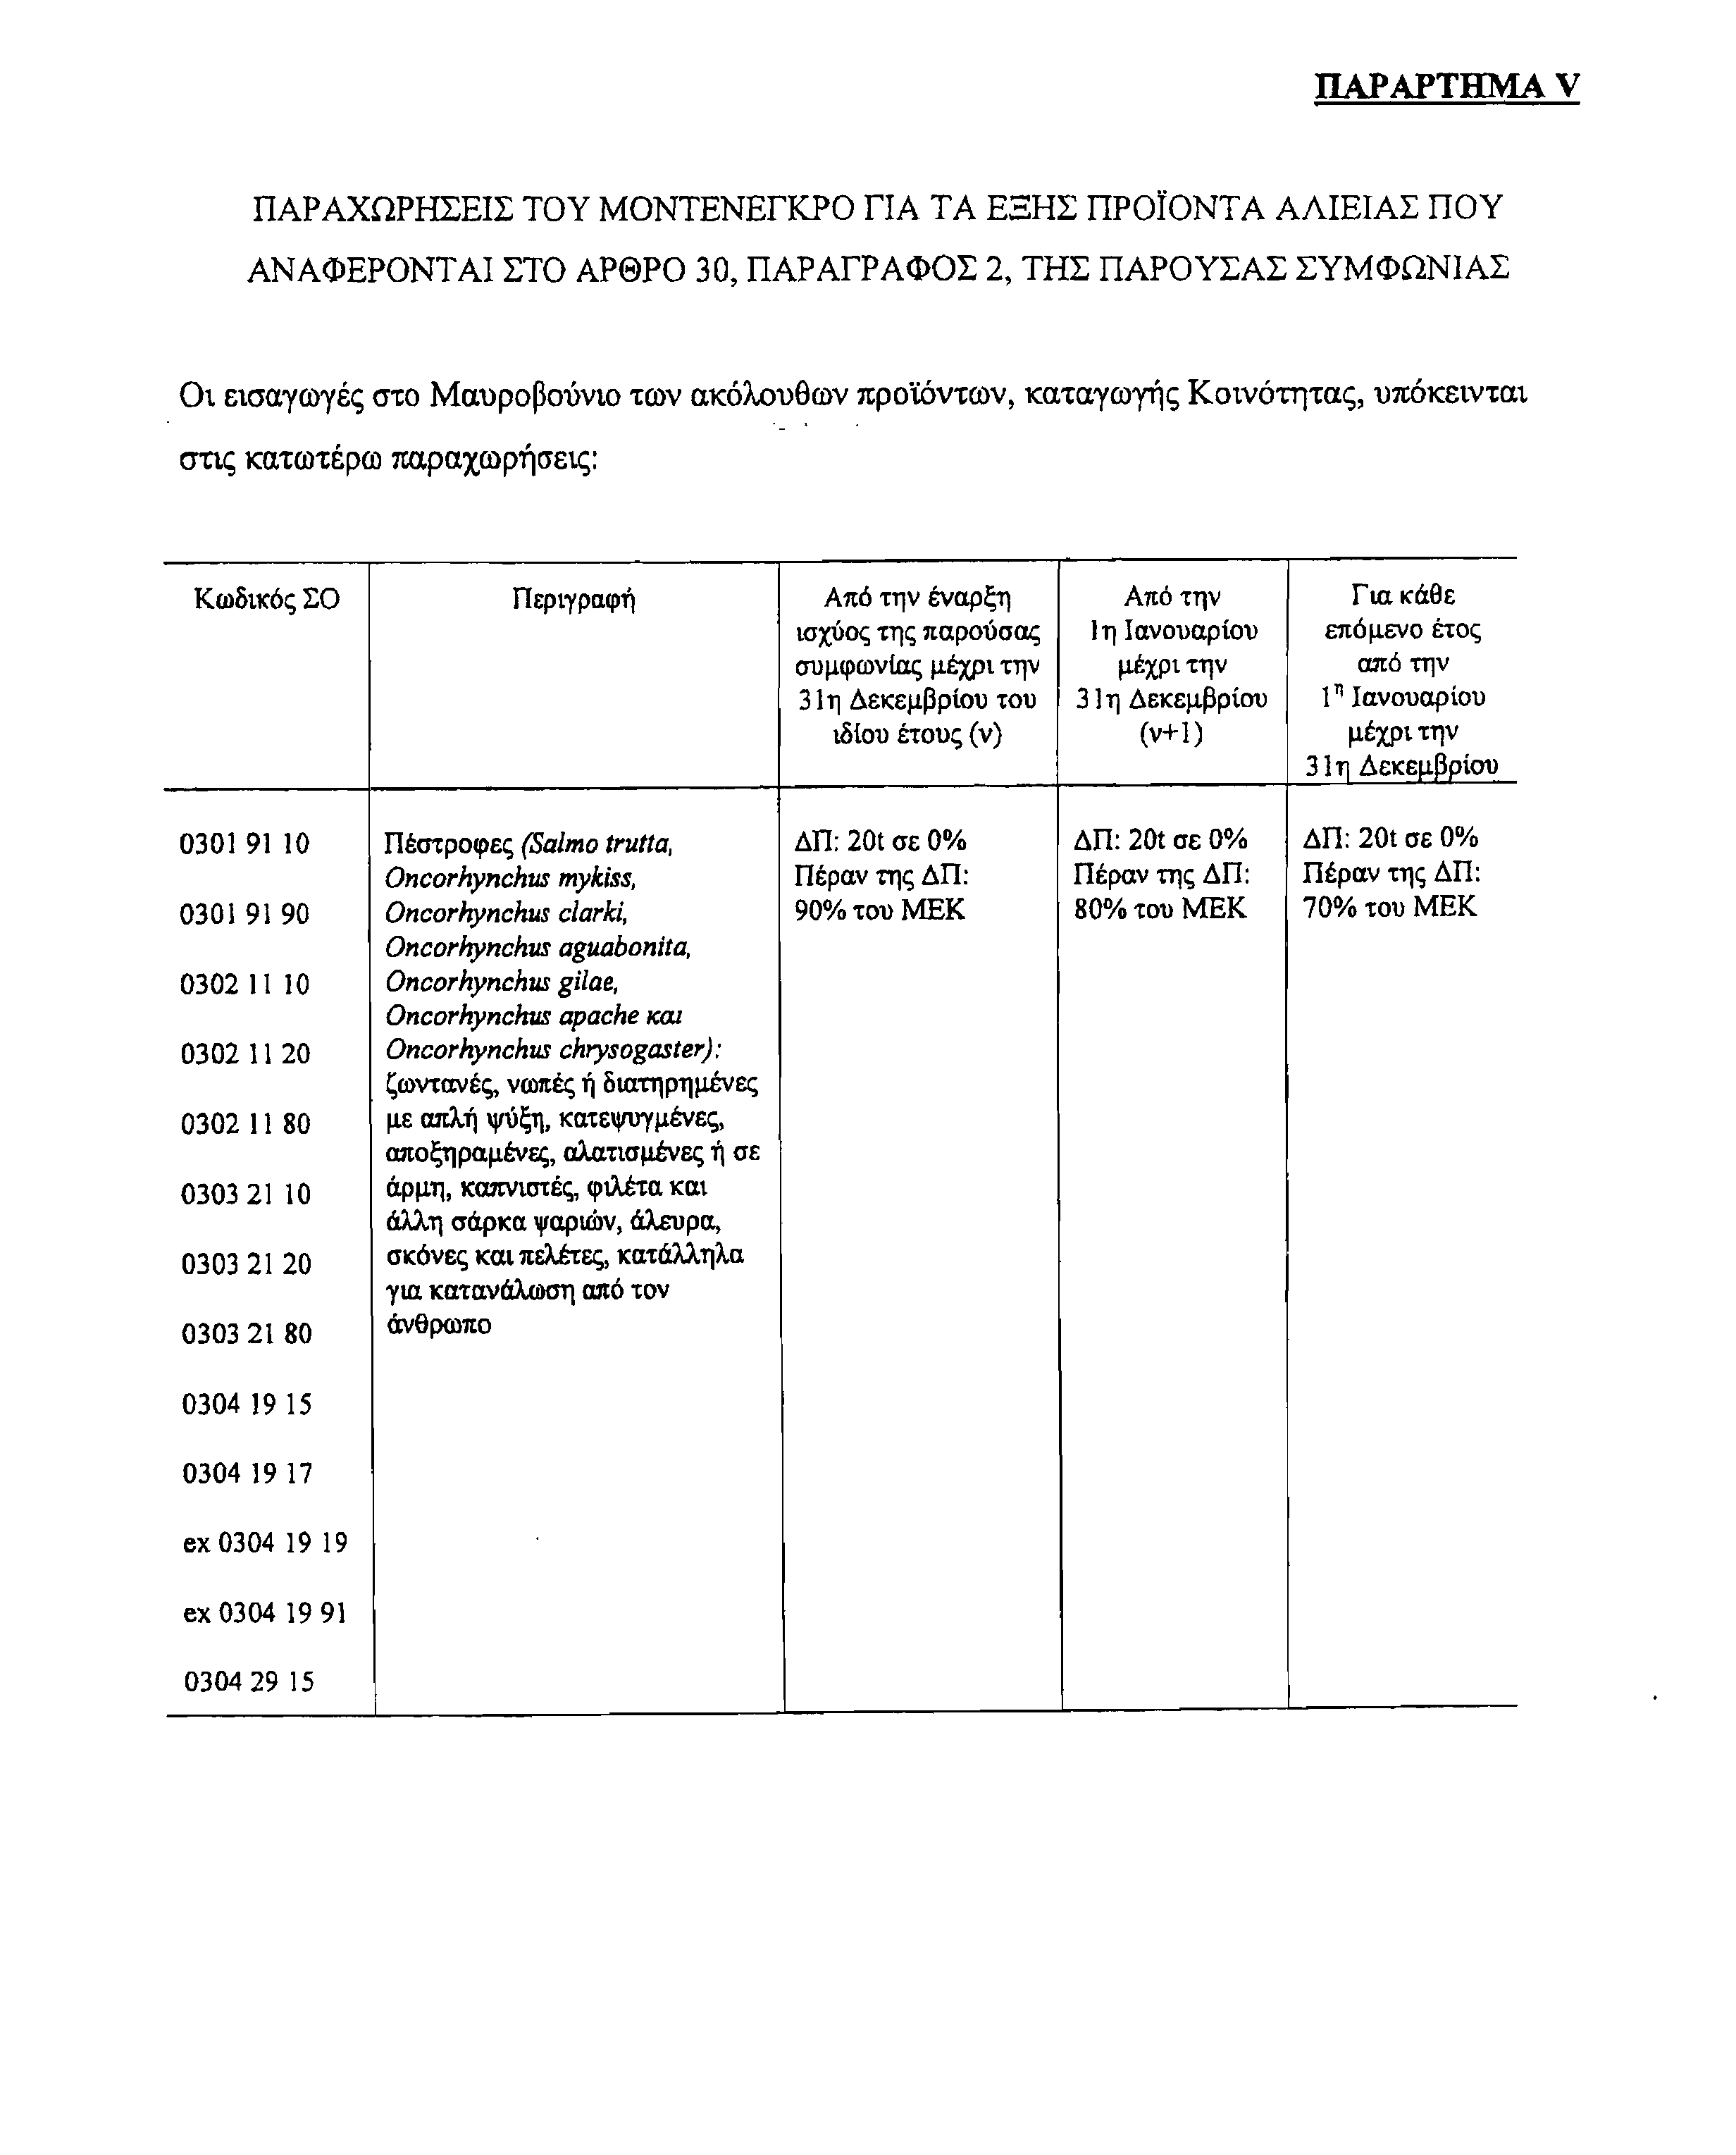 ΠΑΡΑΡΤΗΜΑ V
ΠΑΡΑΧΩΡΗΣΕΙΣ ΤΟΥ ΜΟΝΤΕΝΕΓΚΡΟ ΓΙΑ ΤΑ ΕΞΗΣ ΠΡΟΪΟΝΤΑ ΑΛΙΕΙΑΣ ΠΟΥ
ΑΝΑΦΕΡΟΝΤΑΙ ΣΤΟ ΑΡΘΡΟ 30, ΠΑΡΑΓΡΑΦΟΣ 2, ΤΗΣ ΠΑΡΟΥΣΑΣ ΣΥΜΦΩΝΙΑΣ
Οι εισαγωγές στο Μαυροβούνιο των ακόλουθων προϊόντων, καταγωγής Κοινότητας, υπόκεινται
στις κατωτέρω παραχωρήσεις:
Κωδικός ΣΟ
Περιγραφή
Από την έναρξη
ισχύος της παρούσας
συμφωνίας μέχρι την
31η Δεκεμβρίου του
ιδίου έτους (ν)
Από την
1η Ιανουαρίου
μέχρι την
31η Δεκεμβρίου
(ν+1)
Για κάθε
επόμενο έτος
από την
1η Ιανουαρίου
μέχρι την
31η Δεκεμβρίου
0301 91 10
0301 91 90
0302 11 10
0302 11 20
0302 11 80
0303 21 10
0303 21 20
0303 21 80
0304 19 15
0304 19 17
ex 0304 19 19
ex 0304 19 91
0304 29 15
Πέστροφες (Salmo trutta,
Oncorhynchus mykiss,
Oncorhynchus clarki,
Oncorhynchus aguabonita,
Oncorhynchus gilae,
Oncorhynchus apache και
Oncorhynchus chrysogaster):
ζωντανές, νωπές ή διατηρημένες
με απλή ψύξη, κατεψυγμένες,
αποξηραμένες, αλατισμένες ή σε
άρμη, καπνιστές, φιλέτα και
άλλη σάρκα ψαριών, άλευρα,
σκόνες και πελέτες, κατάλληλα
για κατανάλωση από τον
άνθρωπο
ΔΠ: 20t σε 0%
Πέραν της ΔΠ:
90% του ΜΕΚ
ΔΠ: 20t σε 0%
Πέραν της ΔΠ:
80% του ΜΕΚ
ΔΠ: 20t σε 0%
Πέραν της ΔΠ:
70% του ΜΕΚ